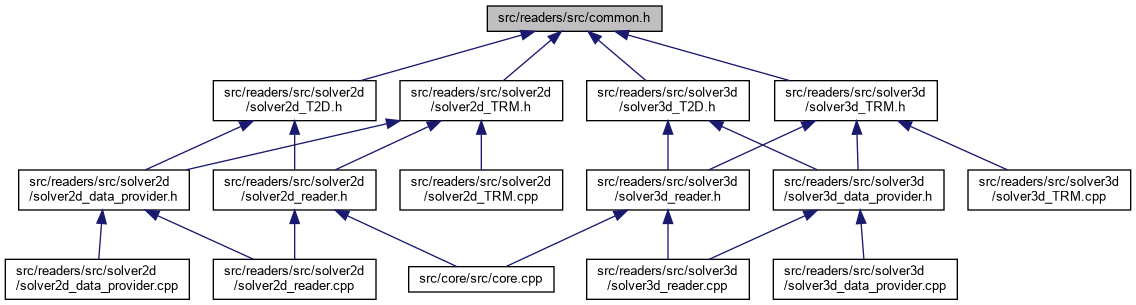 src/readers/src/common.h
src/readers/src/solver2d
/solver2d_T2D.h
src/readers/src/solver2d
/solver2d_TRM.h
src/readers/src/solver3d
/solver3d_T2D.h
src/readers/src/solver3d
/solver3d_TRM.h
src/readers/src/solver2d
/solver2d_data_provider.h
src/readers/src/solver2d
/solver2d_reader.h
src/readers/src/solver2d
/solver2d_TRM.cpp
src/readers/src/solver3d
/solver3d_reader.h
src/readers/src/solver3d
/solver3d_data_provider.h
src/readers/src/solver3d
/solver3d_TRM.cpp
src/readers/src/solver2d
/solver2d_data_provider.cpp
src/readers/src/solver2d
/solver2d_reader.cpp
src/core/src/core.cpp
src/readers/src/solver3d
/solver3d_reader.cpp
src/readers/src/solver3d
/solver3d_data_provider.cpp